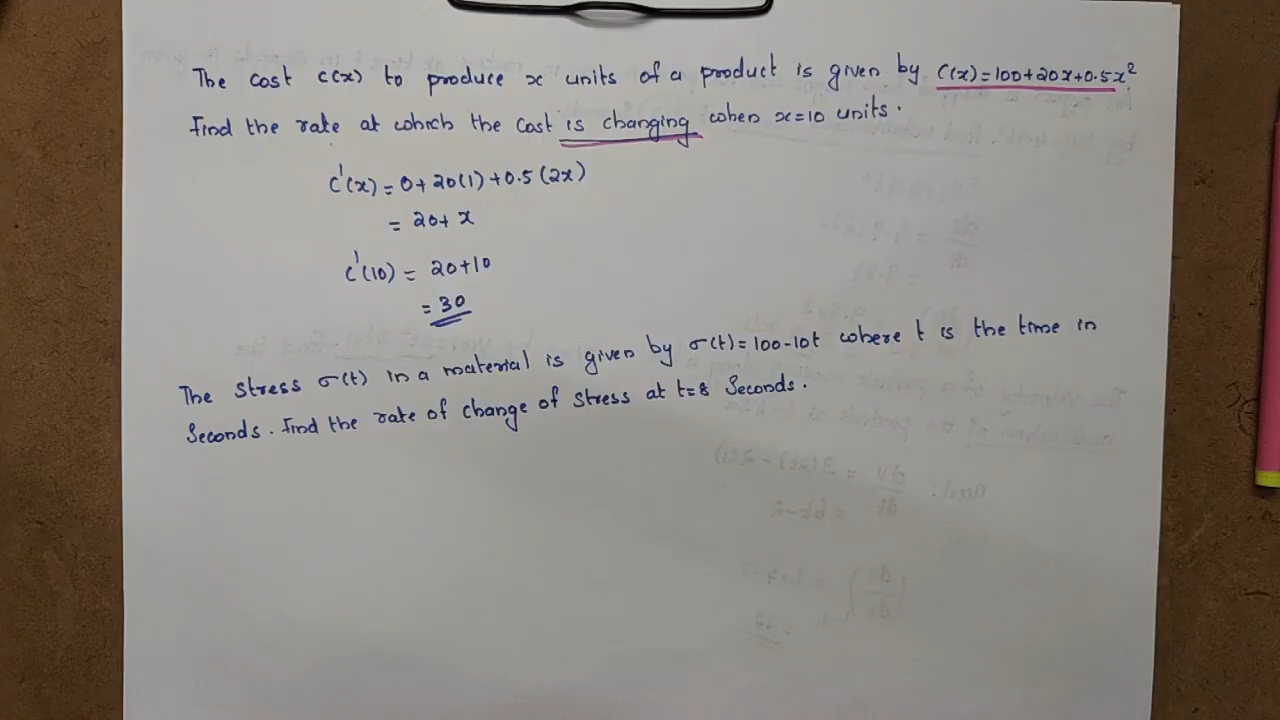 The cost c(x) to produce x units of a product is given by C(x)=100+20x+0.5x²
Find the rate at which the cost is changing when x=10 units.
c'(x) = 0+20(1)+0.5(2x)
= 20+x
c'(10) = 20+10
= 30
The stress σ(t) in a material is given by σ(t)=100-10t where t is the time in
Seconds. Find the rate of change of stress at t=8 Seconds.